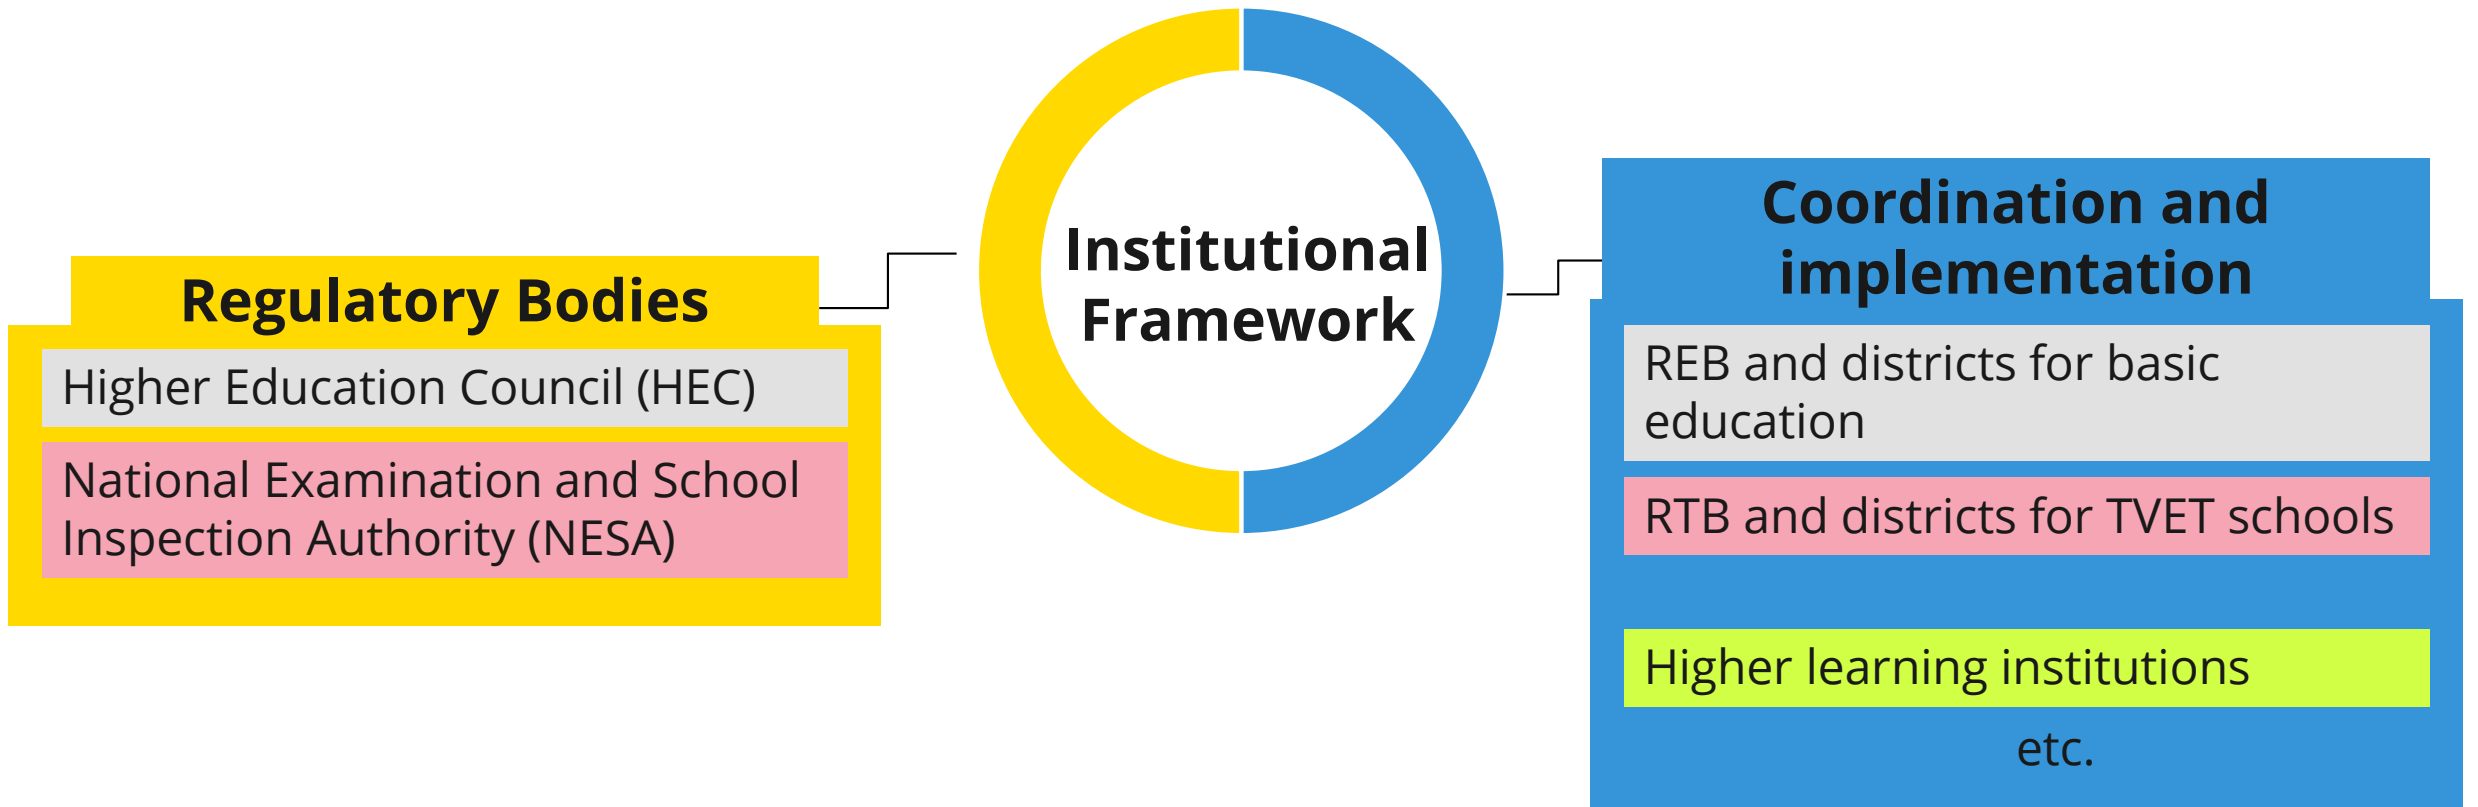 Institutional
Framework
Regulatory Bodies
Higher Education Council (HEC)
National Examination and School
Inspection Authority (NESA)
Coordination and
implementation
REB and districts for basic
education
RTB and districts for TVET schools
Higher learning institutions
etc.